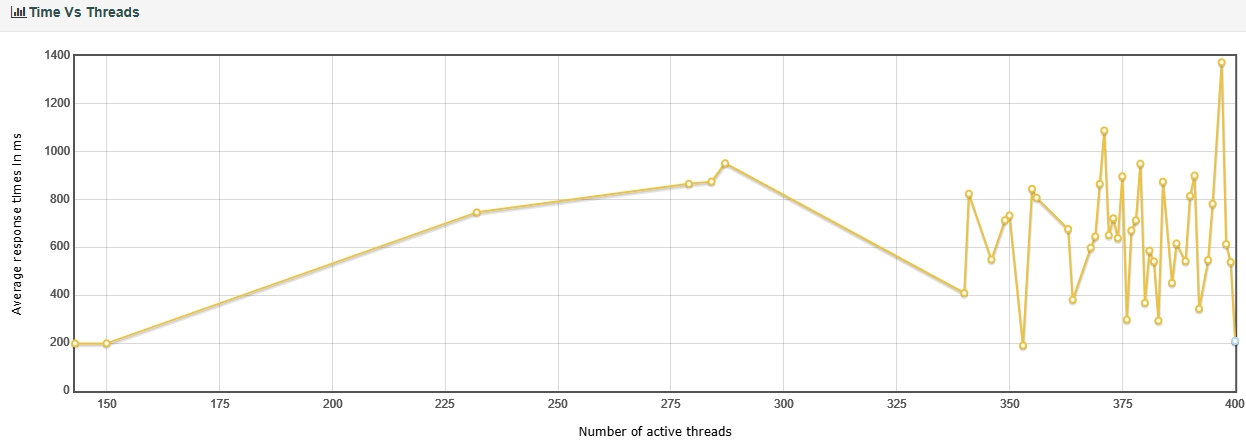 Time Vs Threads
Average response times in ms
1400
1200
1000
800
600
400
200
0
150 175 200 225 250 275 300 325 350 375 400
Number of active threads